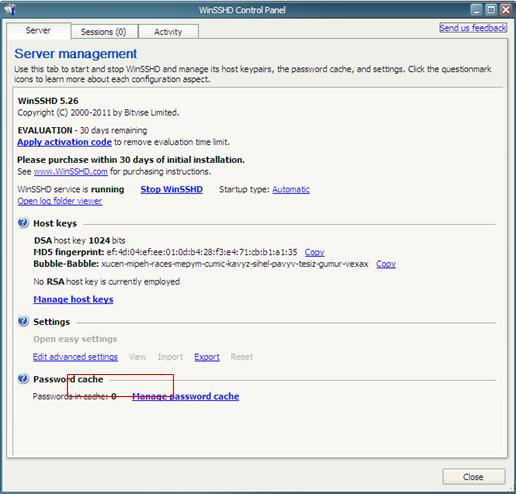 WinSSHD Control Panel
Server Sessions (0) Activity Send us feedback
Server management
Use this tab to start and stop WinSSHD and manage its host keypairs, the password cache, and settings. Click the questionmark
icons to learn more about each configuration aspect.
WinSSHD 5.26
Copyright (C) 2000-2011 by Bitvise Limited.
EVALUATION - 30 days remaining
Apply activation code to remove evaluation time limit.
Please purchase within 30 days of initial installation.
See www.WinSSHD.com for purchasing instructions.
WinSSHD service is running Stop WinSSHD Startup type: Automatic
Open log folder viewer
Host keys
DSA host key 1024 bits
MD5 fingerprint: ef:4d:04:ef:ee:01:0d:b4:28:f3:e4:71:cb:b1:a1:35 Copy
Bubble-Babble: xucen-mipeh-races-mepym-cumic-kavyz-sihel-pavyv-tesiz-gumur-vexax Copy
No RSA host key is currently employed
Manage host keys
Settings
Open easy settings
Edit advanced settings View Import Export Reset
Password cache
Passwords in cache: 0 Manage password cache
Close